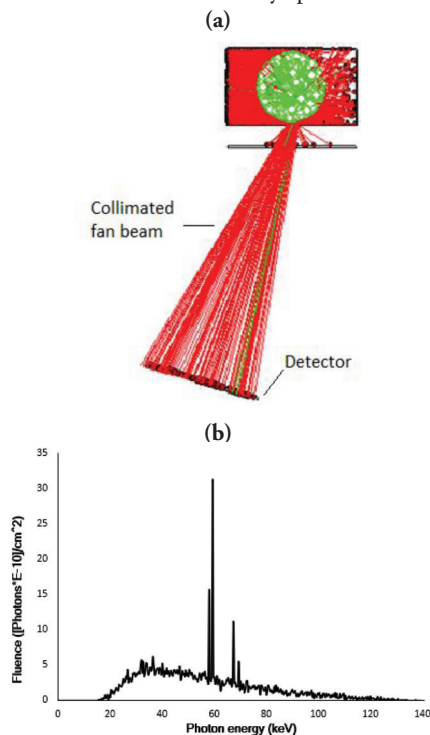 (a)
Collimated
fan beam
Detector
(b)
35
30
25
20
15
10
5
0
Fluence ([Photons*E-10]/cm^2)
0 20 40 60 80 100 120 140
Photon energy (keV)